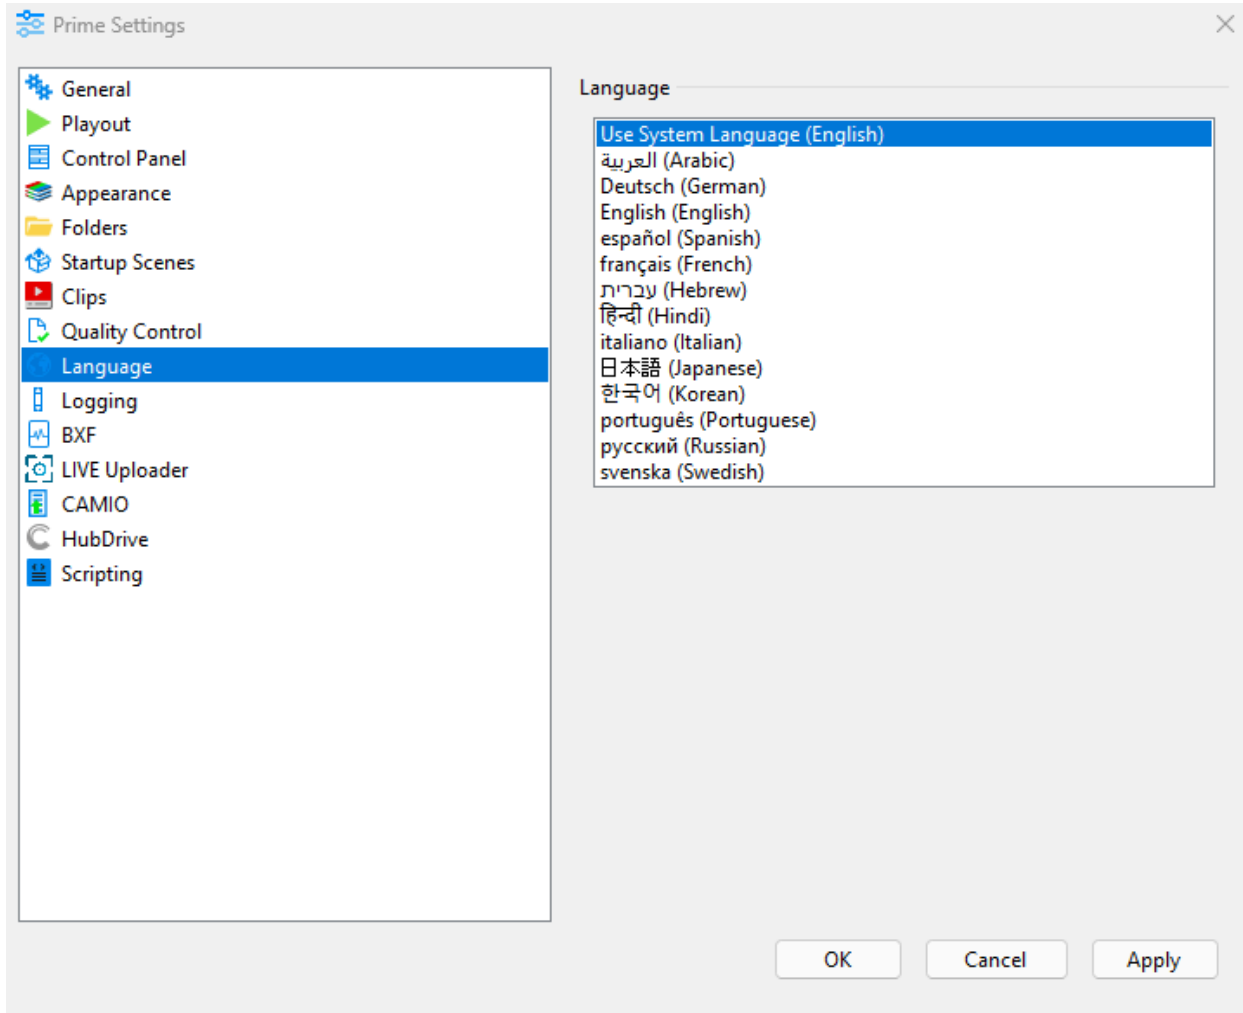 Prime Settings
General
Playout
Control Panel
Appearance
Folders
Startup Scenes
Clips
Quality Control
Language
Logging
BXF
LIVE Uploader
CAMIO
HubDrive
Scripting
Language
Use System Language (English)
العربية (Arabic)
Deutsch (German)
English (English)
español (Spanish)
français (French)
עברית (Hebrew)
हिन्दी (Hindi)
italiano (Italian)
日本語 (Japanese)
한국어 (Korean)
português (Portuguese)
русский (Russian)
svenska (Swedish)
OK
Cancel
Apply